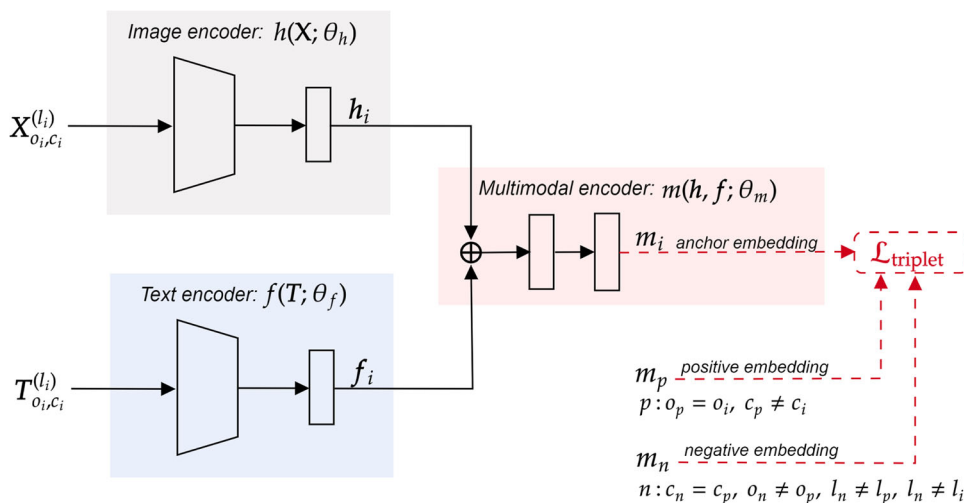 Image encoder: h(X; θ_h)
X_{o_i,c_i}^{(l_i)}
h_i
Multimodal encoder: m(h, f; θ_m)
m_i anchor embedding
ℒ_triplet
Text encoder: f(T; θ_f)
T_{o_i,c_i}^{(l_i)}
f_i
m_p positive embedding
p : o_p = o_i, c_p ≠ c_i
m_n negative embedding
n : c_n = c_p, o_n ≠ o_p, l_n ≠ l_p, l_n ≠ l_i